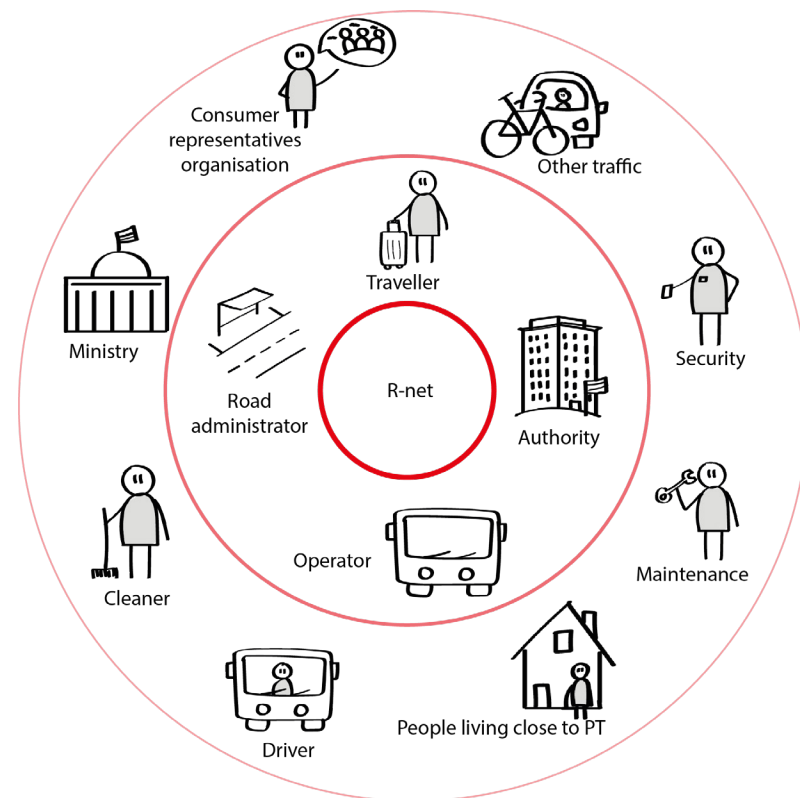 Consumer
representatives
organisation
Other traffic
Traveller
Ministry
Security
Road
administrator
R-net
Authority
Operator
Maintenance
Cleaner
People living close to PT
Driver